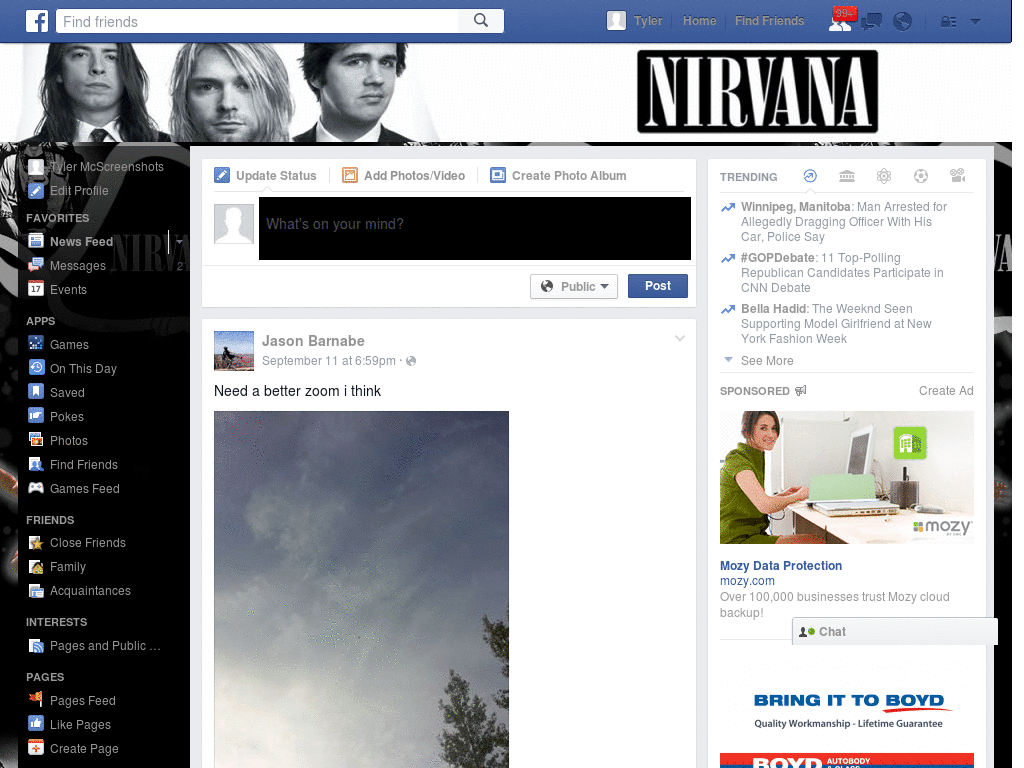 f
Find friends
Tyler
Home
Find Friends
NIRVANA
Tyler McScreenshots
Edit Profile
FAVORITES
News Feed
Messages 2
17 Events
APPS
Games
On This Day
Saved
Pokes
Photos
Find Friends
Games Feed
FRIENDS
Close Friends
Family
Acquaintances
INTERESTS
Pages and Public ...
PAGES
Pages Feed
Like Pages
Create Page
Update Status
Add Photos/Video
Create Photo Album
What's on your mind?
Public
Post
Jason Barnabe
September 11 at 6:59pm ·
Need a better zoom i think
TRENDING
Winnipeg, Manitoba: Man Arrested for
Allegedly Dragging Officer With His
Car, Police Say
#GOPDebate: 11 Top-Polling
Republican Candidates Participate in
CNN Debate
Bella Hadid: The Weeknd Seen
Supporting Model Girlfriend at New
York Fashion Week
See More
SPONSORED
Create Ad
mozy
Mozy Data Protection
mozy.com
Over 100,000 businesses trust Mozy cloud
backup!
Chat
BRING IT TO BOYD
Quality Workmanship - Lifetime Guarantee
BOYD AUTOBODY